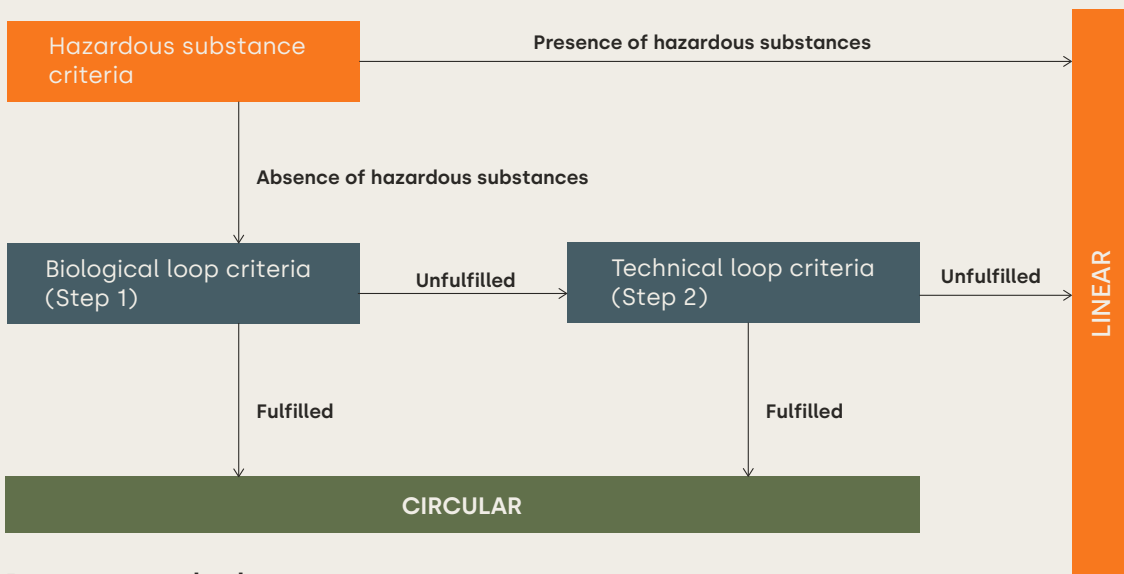 Hazardous substance
criteria
Presence of hazardous substances
Absence of hazardous substances
Biological loop criteria
(Step 1)
Unfulfilled
Technical loop criteria
(Step 2)
Unfulfilled
LINEAR
Fulfilled
Fulfilled
CIRCULAR